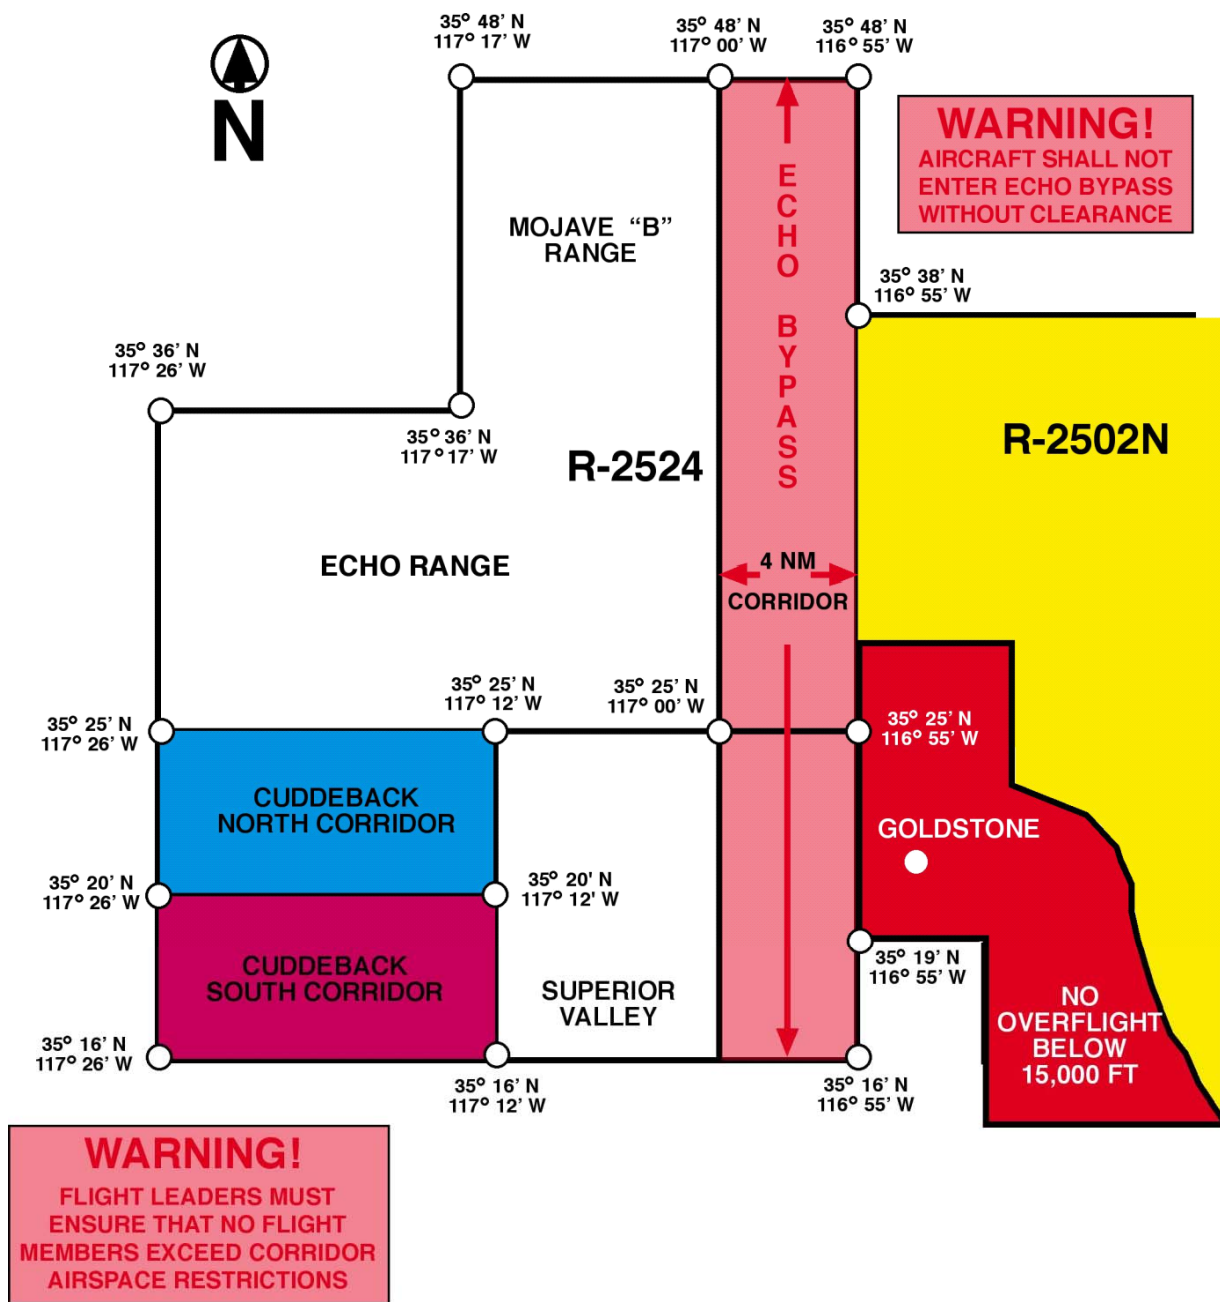 35° 48’ N
117° 17’ W
35° 48’ N
117° 00’ W
35° 48’ N
116° 55’ W
N
WARNING!
AIRCRAFT SHALL NOT
ENTER ECHO BYPASS
WITHOUT CLEARANCE
MOJAVE “B”
RANGE
ECHO BYPASS
35° 38’ N
116° 55’ W
35° 36’ N
117° 26’ W
35° 36’ N
117° 17’ W
R-2524
R-2502N
ECHO RANGE
4 NM
CORRIDOR
35° 25’ N
117° 26’ W
35° 25’ N
117° 12’ W
35° 25’ N
117° 00’ W
35° 25’ N
116° 55’ W
CUDDEBACK
NORTH CORRIDOR
GOLDSTONE
35° 20’ N
117° 26’ W
35° 20' N
117° 12' W
CUDDEBACK
SOUTH CORRIDOR
SUPERIOR
VALLEY
35° 19’ N
116° 55’ W
NO
OVERFLIGHT
BELOW
15,000 FT
35° 16’ N
117° 26’ W
35° 16’ N
117° 12’ W
35° 16’ N
116° 55’ W
WARNING!
FLIGHT LEADERS MUST
ENSURE THAT NO FLIGHT
MEMBERS EXCEED CORRIDOR
AIRSPACE RESTRICTIONS